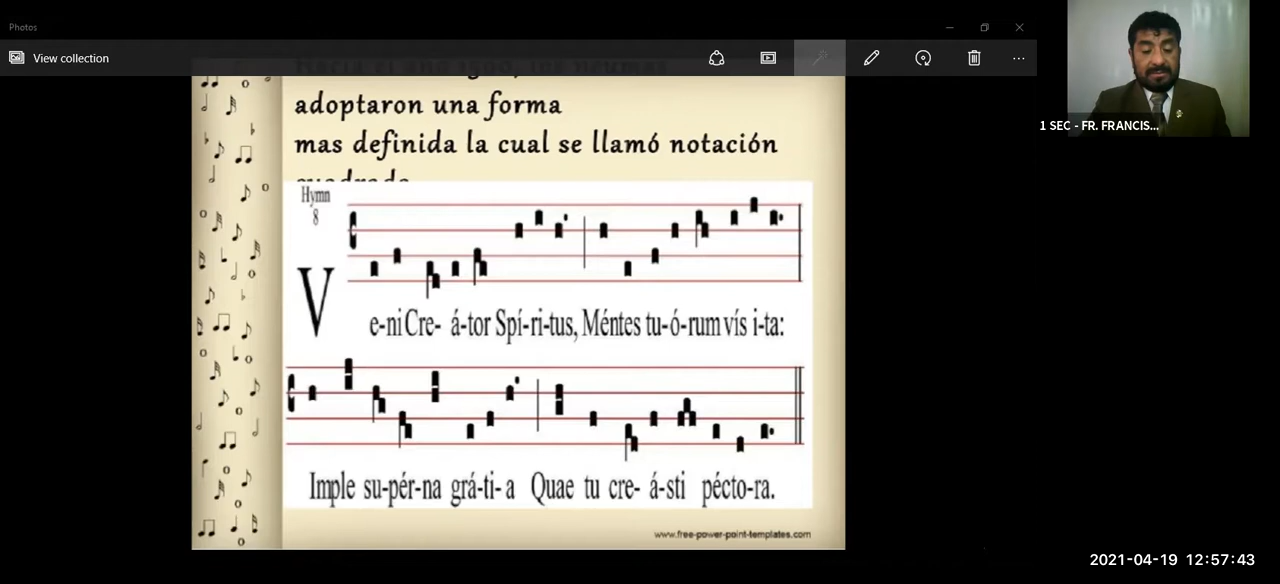 Photos
View collection
adoptaron una forma
mas definida la cual se llamó notación
Hymn
8
V
e-ni Cre- á-tor Spí-ri-tus, Méntes tu-ó-rum vís i-ta:
Imple su-pér-na grá-ti-a Quae tu cre- á-sti pécto-ra.
www.free-power-point-templates.com
1 SEC - FR. FRANCIS...
2021-04-19 12:57:43